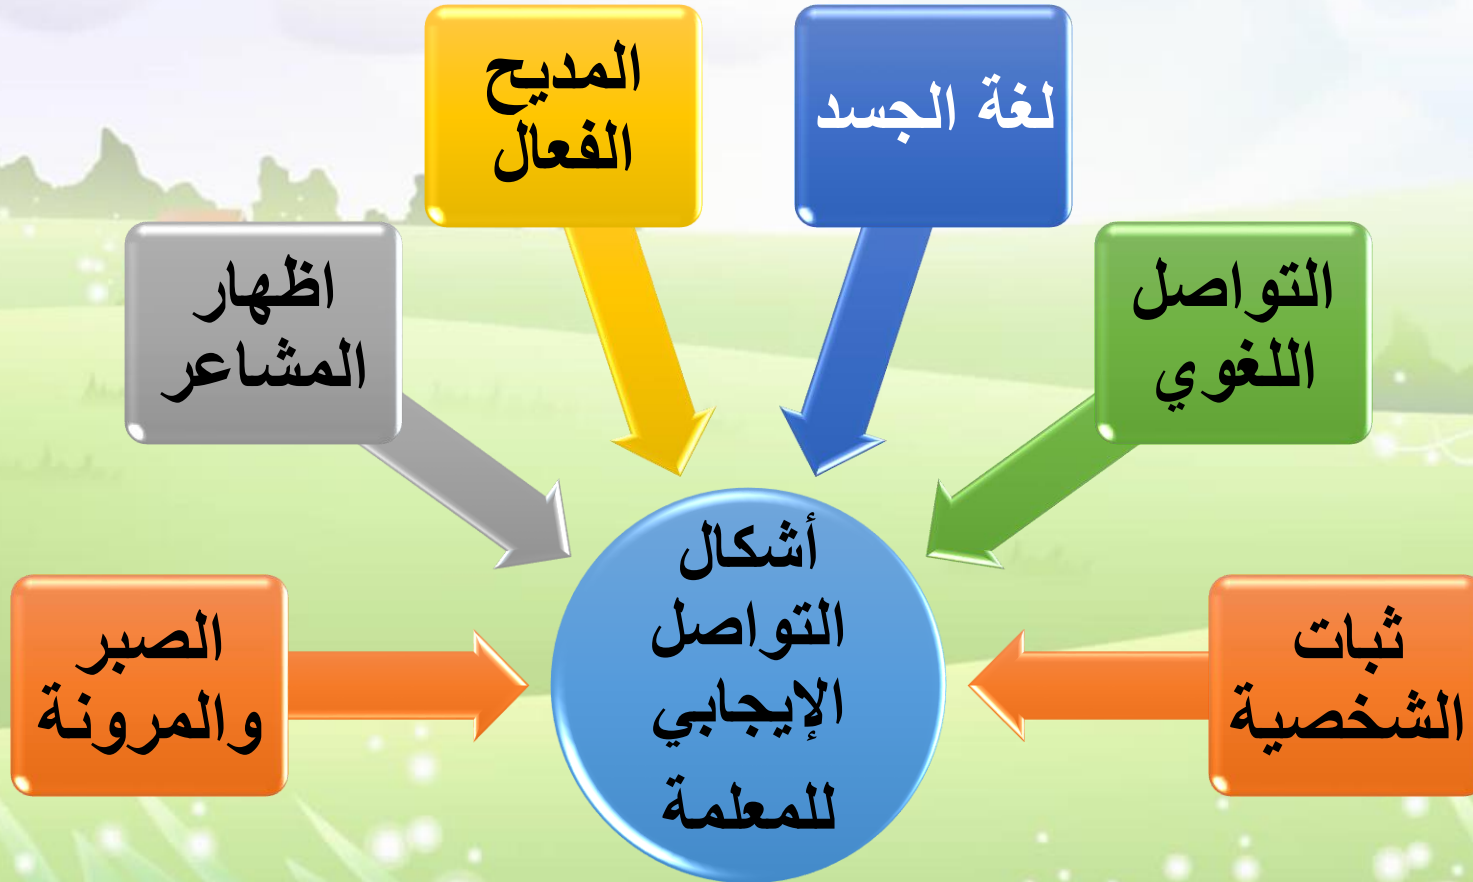 لغة الجسد
المديح
الفعال
التواصل
اللغوي
اظهار
المشاعر
ثبات
الشخصية
الصبر
والمرونة
أشكال
التواصل
الإيجابي
للمعلمة